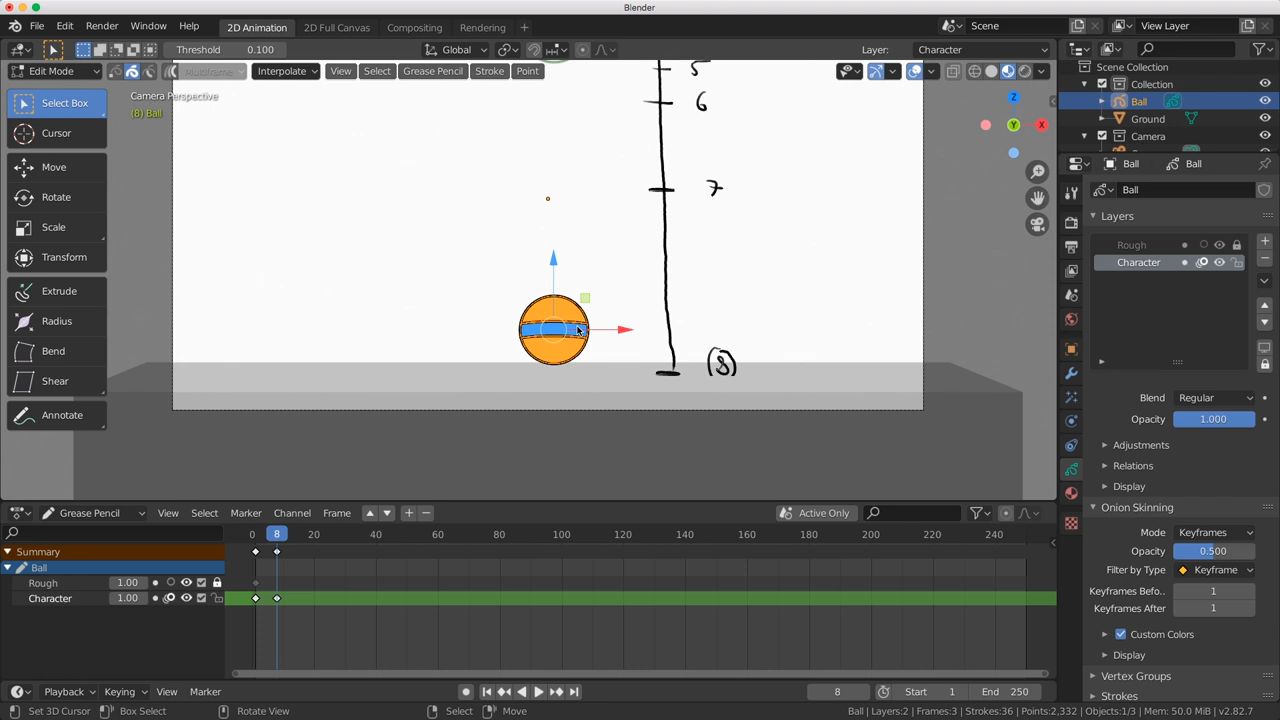 Blender
File Edit Render Window Help 2D Animation 2D Full Canvas Compositing Rendering + Scene View Layer
Threshold 0.100 Global Layer: Character
Edit Mode Multiframe Interpolate View Select Grease Pencil Stroke Point
Camera Perspective
(8) Ball
Select Box
Cursor
Move
Rotate
Scale
Transform
Extrude
Radius
Bend
Shear
Annotate
5
6
7
(8)
Z
Y
X
Scene Collection
Collection
Ball
Ground
Camera
Ball Ball
Ball
Layers
Rough
Character
Blend Regular
Opacity 1.000
Adjustments
Relations
Display
Onion Skinning
Mode Keyframes
Opacity 0.500
Filter by Type Keyframe
Keyframes Befo.. 1
Keyframes After 1
Custom Colors
Display
Vertex Groups
Strokes
Grease Pencil View Select Marker Channel Frame Active Only
0 8 20 40 60 80 100 120 140 160 180 200 220 240
Summary
Ball
Rough 1.00
Character 1.00
Playback Keying View Marker 8 Start 1 End 250
Set 3D Cursor Box Select Rotate View Select Move Ball | Layers:2 | Frames:3 | Strokes:36 | Points:2,332 | Objects:1/3 | Mem: 50.0 MiB | v2.82.7